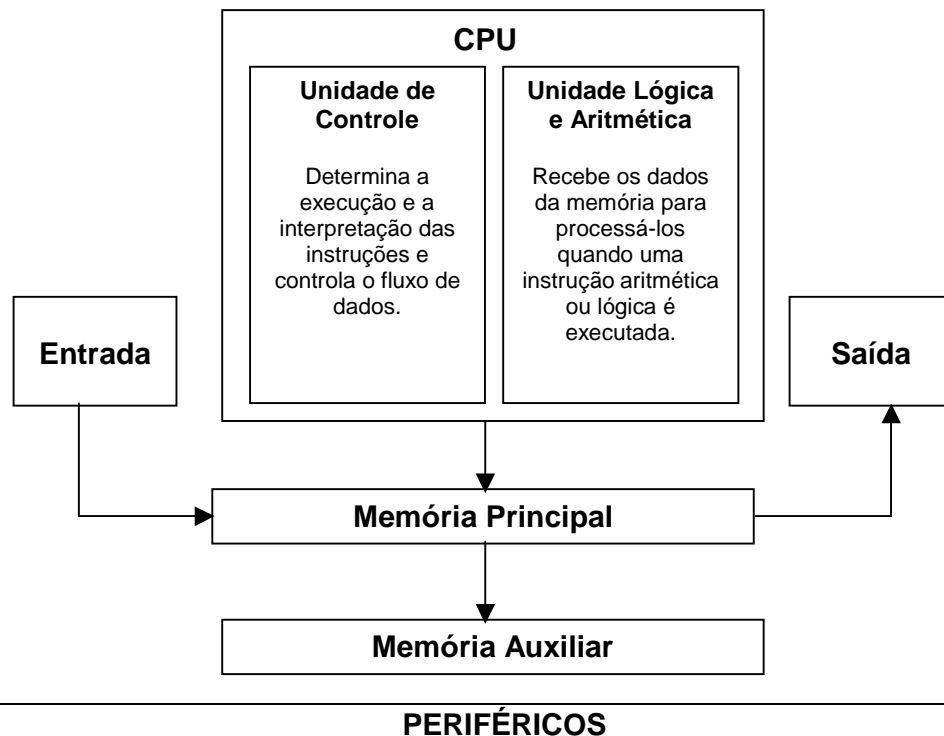 CPU
Unidade de
Controle
Determina a
execução e a
interpretação das
instruções e
controla o fluxo de
dados.
Unidade Lógica
e Aritmética
Recebe os dados
da memória para
processá-los
quando uma
instrução aritmética
ou lógica é
executada.
Entrada
Saída
Memória Principal
Memória Auxiliar
PERIFÉRICOS